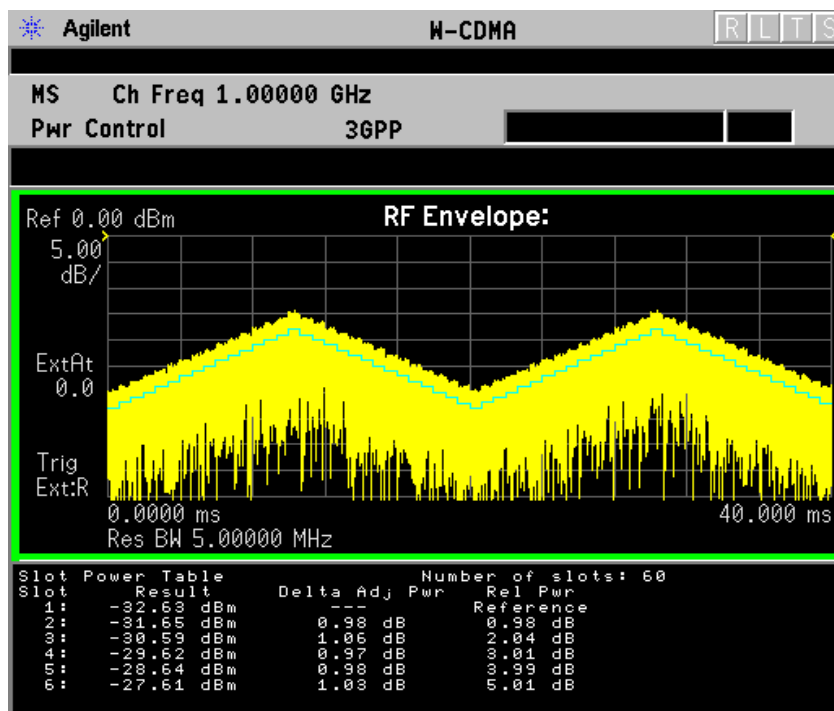 Agilent W-CDMA R L T S
MS Ch Freq 1.00000 GHz
Pwr Control 3GPP
Ref 0.00 dBm RF Envelope:
5.00
dB/
ExtAt
0.0
Trig
Ext:R
0.0000 ms 40.000 ms
Res BW 5.00000 MHz
Slot Power Table Number of slots: 60
Slot Result Delta Adj Pwr Rel Pwr
1: -32.63 dBm --- Reference
2: -31.65 dBm 0.98 dB 0.98 dB
3: -30.59 dBm 1.06 dB 2.04 dB
4: -29.62 dBm 0.97 dB 3.01 dB
5: -28.64 dBm 0.98 dB 3.99 dB
6: -27.61 dBm 1.03 dB 5.01 dB